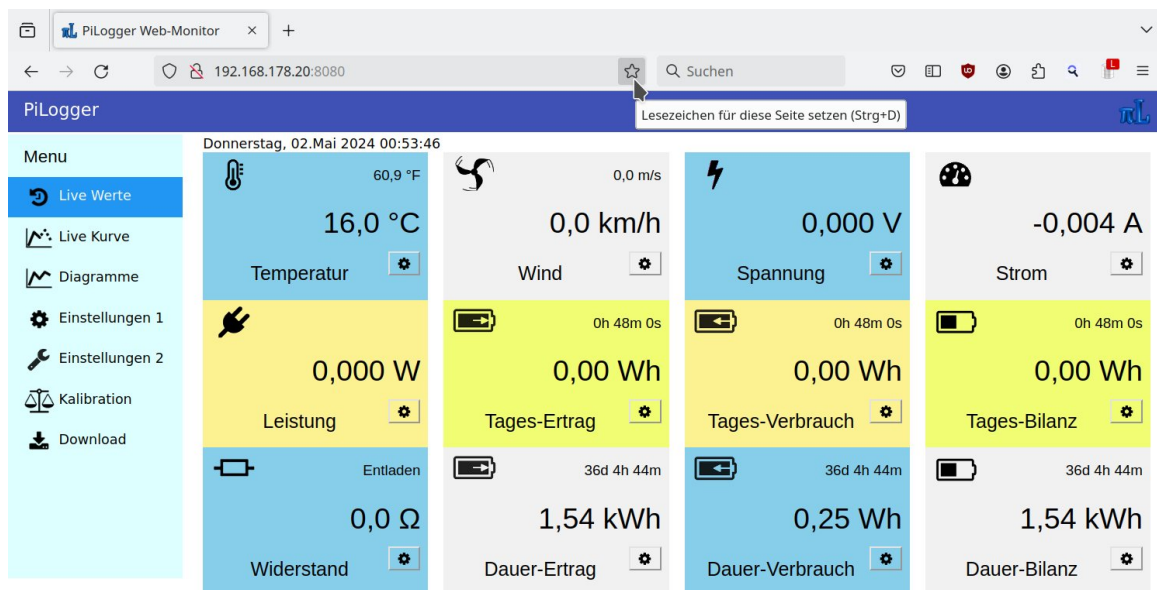 PiLogger Web-Monitor
192.168.178.20:8080
Suchen
L
PiLogger
Lesezeichen für diese Seite setzen (Strg+D)
πL
Menu
Live Werte
Live Kurve
Diagramme
Einstellungen 1
Einstellungen 2
Kalibration
Download
Donnerstag, 02.Mai 2024 00:53:46
60,9 °F
16,0 °C
Temperatur
0,0 m/s
0,0 km/h
Wind
0,000 V
Spannung
-0,004 A
Strom
0,000 W
Leistung
0h 48m 0s
0,00 Wh
Tages-Ertrag
0h 48m 0s
0,00 Wh
Tages-Verbrauch
0h 48m 0s
0,00 Wh
Tages-Bilanz
Entladen
0,0 Ω
Widerstand
36d 4h 44m
1,54 kWh
Dauer-Ertrag
36d 4h 44m
0,25 Wh
Dauer-Verbrauch
36d 4h 44m
1,54 kWh
Dauer-Bilanz